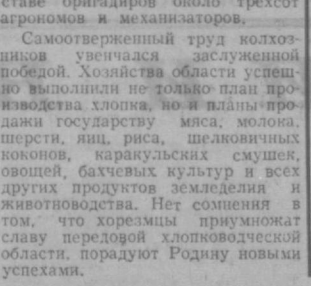 ставе бригадиров около трехсот
агрономов и механизаторов.
Самоотверженный труд колхоз-
ников увенчался заслуженной
победой. Хозяйства области успеш-
но выполнили не только план про-
изводства хлопка, но и планы про-
дажи государству мяса, молока,
шерсти, яиц, риса, шелковичных
коконов, каракульских смушек,
овощей, бахчевых культур и всех
других продуктов земледелия и
животноводства. Нет сомнения в
том, что хорезмцы приумножат
славу передовой хлопководческой
области, порадуют Родину новыми
успехами.